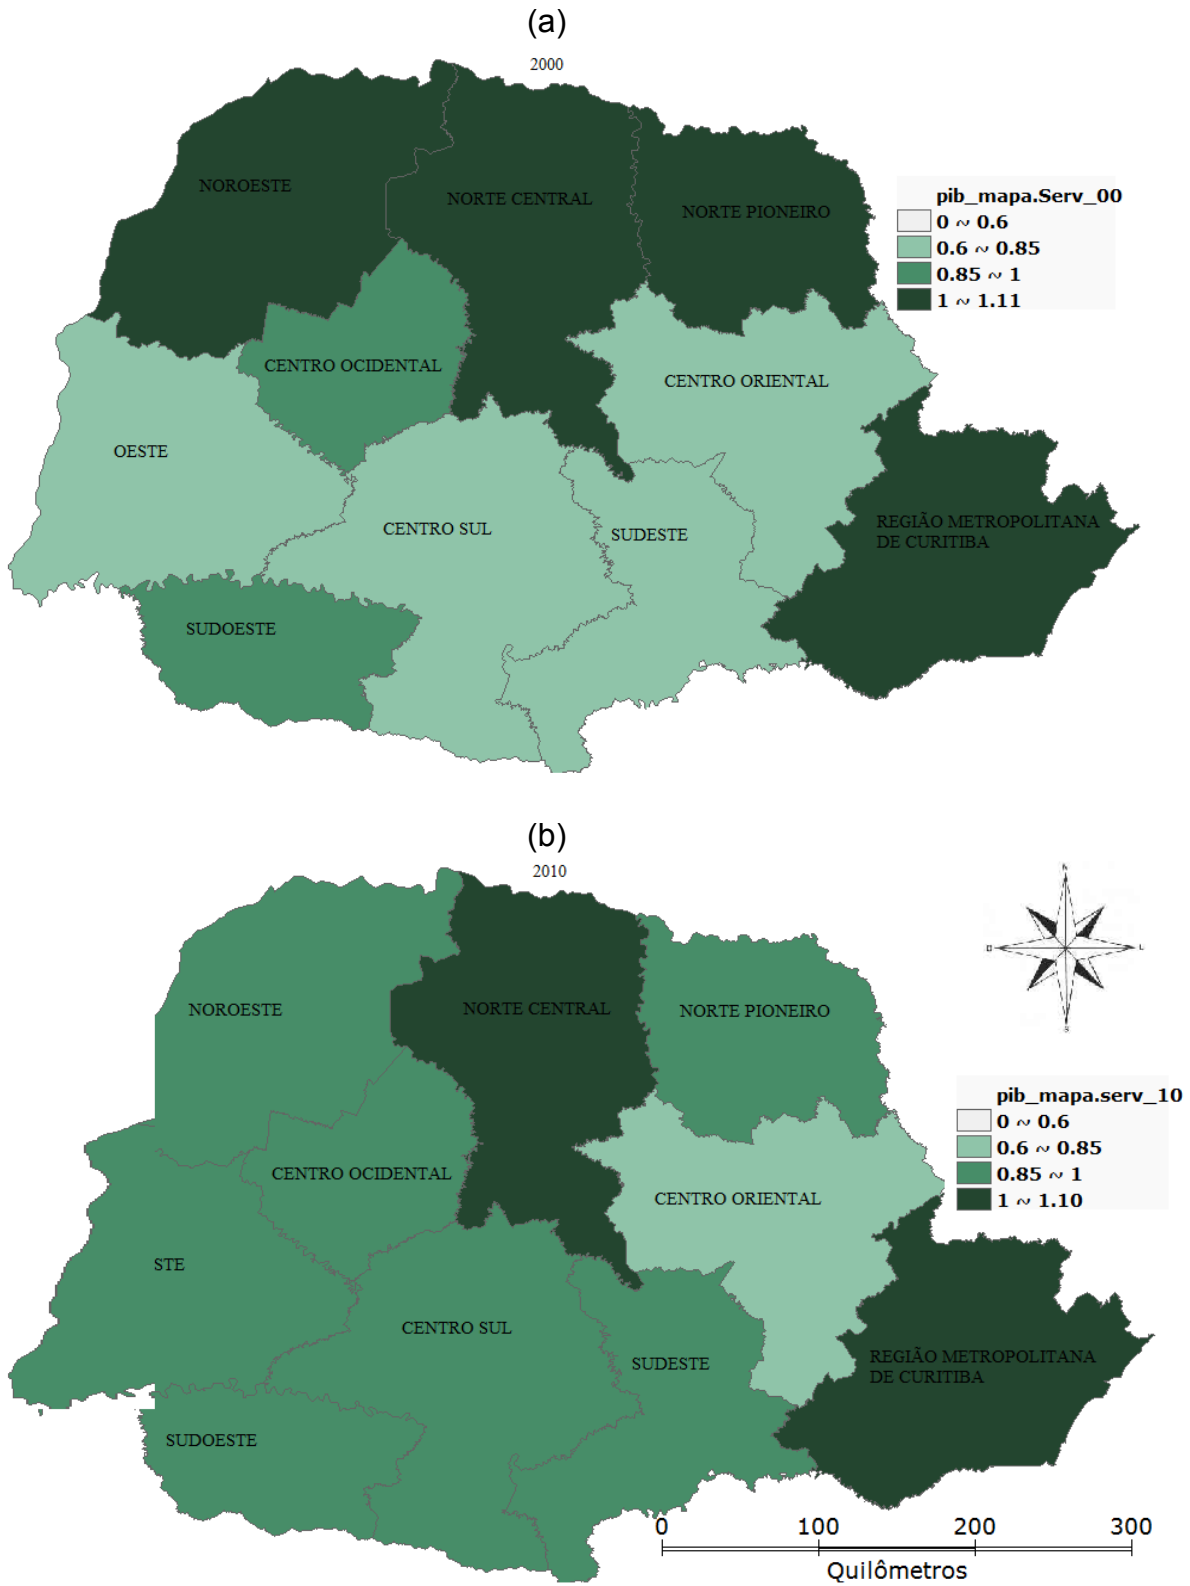 (a)
2000
NOROESTE
NORTE CENTRAL
NORTE PIONEIRO
pib_mapa.Serv_00
0 ~ 0.6
0.6 ~ 0.85
0.85 ~ 1
1 ~ 1.11
CENTRO OCIDENTAL
CENTRO ORIENTAL
OESTE
CENTRO SUL
SUDESTE
REGIÃO METROPOLITANA
DE CURITIBA
SUDOESTE
(b)
2010
NOROESTE
NORTE CENTRAL
NORTE PIONEIRO
L
S
pib_mapa.serv_10
0 ~ 0.6
0.6 ~ 0.85
0.85 ~ 1
1 ~ 1.10
CENTRO OCIDENTAL
CENTRO ORIENTAL
STE
CENTRO SUL
SUDESTE
REGIÃO METROPOLITANA
DE CURITIBA
SUDOESTE
0 100 200 300
Quilômetros